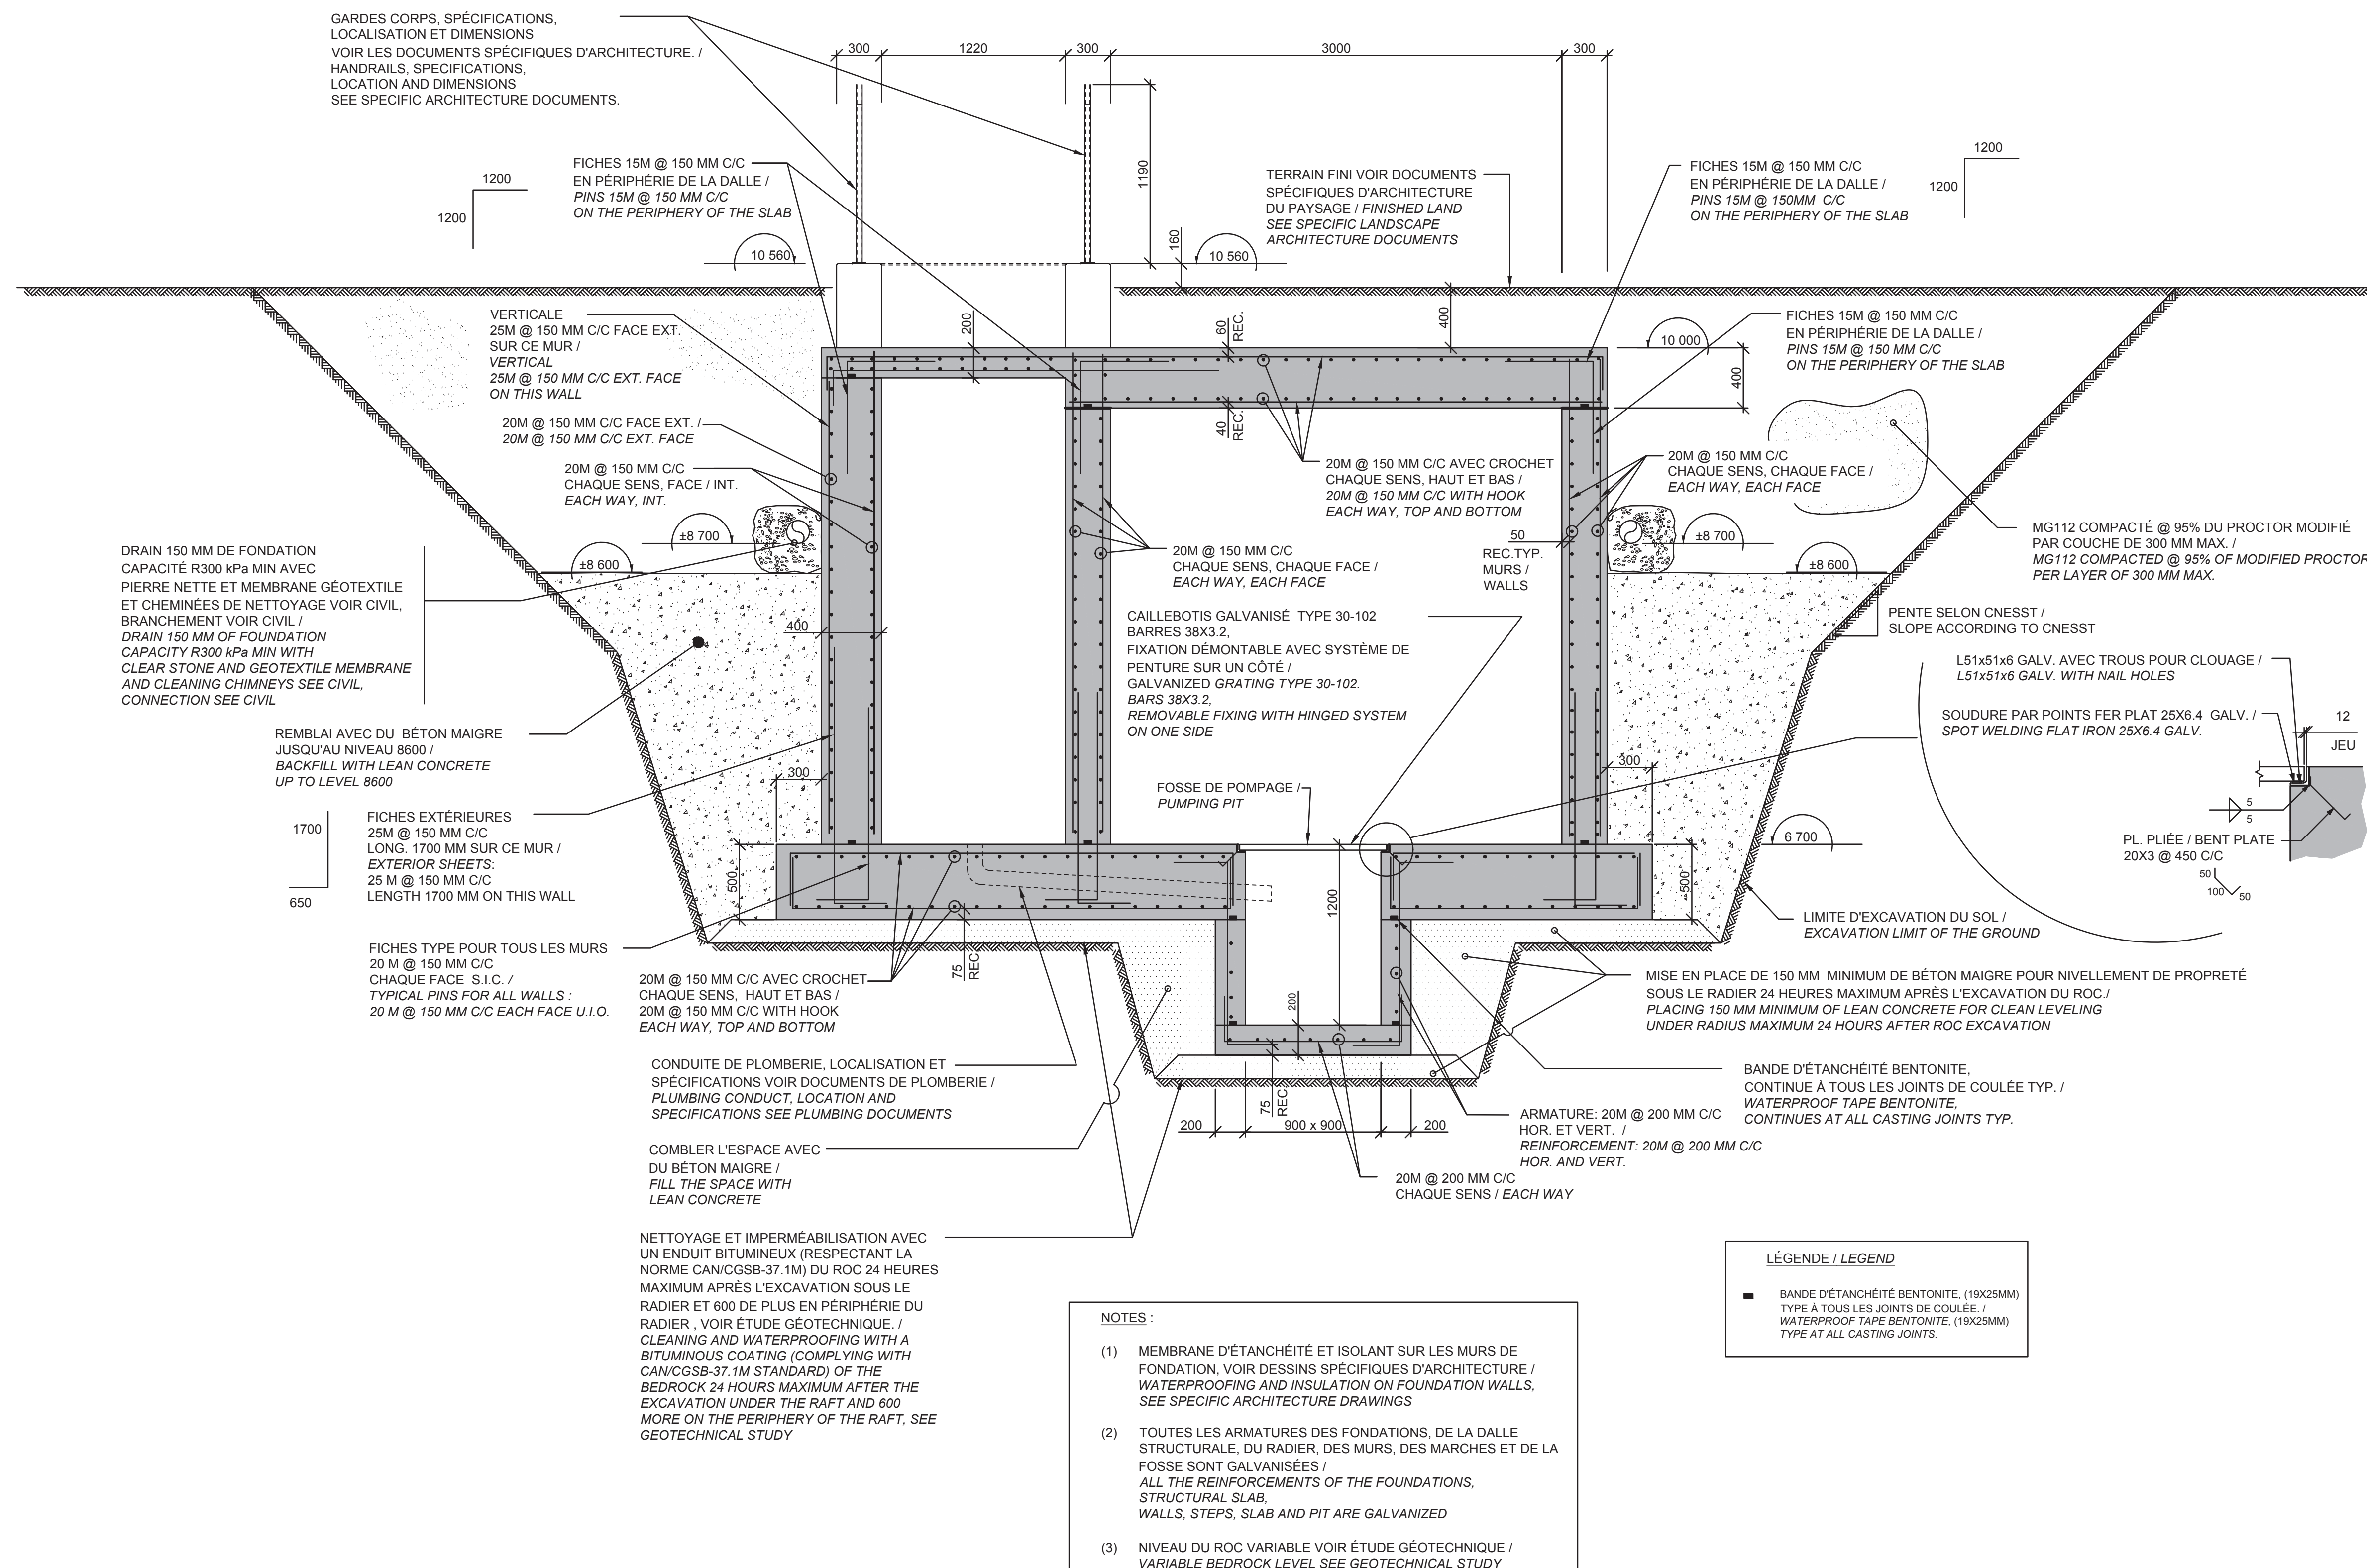 GARDES CORPS, SPÉCIFICATIONS,
LOCALISATION ET DIMENSIONS
VOIR LES DOCUMENTS SPÉCIFIQUES D'ARCHITECTURE. /
HANDRAILS, SPECIFICATIONS,
LOCATION AND DIMENSIONS
SEE SPECIFIC ARCHITECTURE DOCUMENTS.
300
1220
300
3000
300
1190
160
1200
1200
FICHES 15M @ 150 MM C/C
EN PÉRIPHÉRIE DE LA DALLE /
PINS 15M @ 150 MM C/C
ON THE PERIPHERY OF THE SLAB
TERRAIN FINI VOIR DOCUMENTS
SPÉCIFIQUES D'ARCHITECTURE
DU PAYSAGE / FINISHED LAND
SEE SPECIFIC LANDSCAPE
ARCHITECTURE DOCUMENTS
FICHES 15M @ 150 MM C/C
EN PÉRIPHÉRIE DE LA DALLE /
PINS 15M @ 150MM C/C
ON THE PERIPHERY OF THE SLAB
1200
1200
10 560
10 560
VERTICALE
25M @ 150 MM C/C FACE EXT.
SUR CE MUR /
VERTICAL
25M @ 150 MM C/C EXT. FACE
ON THIS WALL
200
60
REC.
400
10 000
400
FICHES 15M @ 150 MM C/C
EN PÉRIPHÉRIE DE LA DALLE /
PINS 15M @ 150 MM C/C
ON THE PERIPHERY OF THE SLAB
20M @ 150 MM C/C FACE EXT. /
20M @ 150 MM C/C EXT. FACE
40
REC.
20M @ 150 MM C/C
CHAQUE SENS, FACE / INT.
EACH WAY, INT.
20M @ 150 MM C/C AVEC CROCHET
CHAQUE SENS, HAUT ET BAS /
20M @ 150 MM C/C WITH HOOK
EACH WAY, TOP AND BOTTOM
20M @ 150 MM C/C
CHAQUE SENS, CHAQUE FACE /
EACH WAY, EACH FACE
±8 700
±8 600
50
REC.TYP.
MURS /
WALLS
±8 700
±8 600
MG112 COMPACTÉ @ 95% DU PROCTOR MODIFIÉ
PAR COUCHE DE 300 MM MAX. /
MG112 COMPACTED @ 95% OF MODIFIED PROCTOR
PER LAYER OF 300 MM MAX.
DRAIN 150 MM DE FONDATION
CAPACITÉ R300 kPa MIN AVEC
PIERRE NETTE ET MEMBRANE GÉOTEXTILE
ET CHEMINÉES DE NETTOYAGE VOIR CIVIL,
BRANCHEMENT VOIR CIVIL /
DRAIN 150 MM OF FOUNDATION
CAPACITY R300 kPa MIN WITH
CLEAR STONE AND GEOTEXTILE MEMBRANE
AND CLEANING CHIMNEYS SEE CIVIL,
CONNECTION SEE CIVIL
20M @ 150 MM C/C
CHAQUE SENS, CHAQUE FACE /
EACH WAY, EACH FACE
400
CAILLEBOTIS GALVANISÉ TYPE 30-102
BARRES 38X3.2,
FIXATION DÉMONTABLE AVEC SYSTÈME DE
PENTURE SUR UN CÔTÉ /
GALVANIZED GRATING TYPE 30-102.
BARS 38X3.2,
REMOVABLE FIXING WITH HINGED SYSTEM
ON ONE SIDE
PENTE SELON CNESST /
SLOPE ACCORDING TO CNESST
L51x51x6 GALV. AVEC TROUS POUR CLOUAGE /
L51x51x6 GALV. WITH NAIL HOLES
SOUDURE PAR POINTS FER PLAT 25X6.4 GALV. /
SPOT WELDING FLAT IRON 25X6.4 GALV.
12
JEU
5
5
PL. PLIÉE / BENT PLATE
20X3 @ 450 C/C
50
100
50
REMBLAI AVEC DU BÉTON MAIGRE
JUSQU'AU NIVEAU 8600 /
BACKFILL WITH LEAN CONCRETE
UP TO LEVEL 8600
300
300
FOSSE DE POMPAGE /
PUMPING PIT
1700
650
FICHES EXTÉRIEURES
25M @ 150 MM C/C
LONG. 1700 MM SUR CE MUR /
EXTERIOR SHEETS:
25 M @ 150 MM C/C
LENGTH 1700 MM ON THIS WALL
6 700
500
1200
500
LIMITE D'EXCAVATION DU SOL /
EXCAVATION LIMIT OF THE GROUND
FICHES TYPE POUR TOUS LES MURS
20 M @ 150 MM C/C
CHAQUE FACE S.I.C. /
TYPICAL PINS FOR ALL WALLS :
20 M @ 150 MM C/C EACH FACE U.I.O.
20M @ 150 MM C/C AVEC CROCHET
CHAQUE SENS, HAUT ET BAS /
20M @ 150 MM C/C WITH HOOK
EACH WAY, TOP AND BOTTOM
75
REC.
200
MISE EN PLACE DE 150 MM MINIMUM DE BÉTON MAIGRE POUR NIVELLEMENT DE PROPRETÉ
SOUS LE RADIER 24 HEURES MAXIMUM APRÈS L'EXCAVATION DU ROC./
PLACING 150 MM MINIMUM OF LEAN CONCRETE FOR CLEAN LEVELING
UNDER RADIUS MAXIMUM 24 HOURS AFTER ROC EXCAVATION
CONDUITE DE PLOMBERIE, LOCALISATION ET
SPÉCIFICATIONS VOIR DOCUMENTS DE PLOMBERIE /
PLUMBING CONDUCT, LOCATION AND
SPECIFICATIONS SEE PLUMBING DOCUMENTS
BANDE D'ÉTANCHÉITÉ BENTONITE,
CONTINUE À TOUS LES JOINTS DE COULÉE TYP. /
WATERPROOF TAPE BENTONITE,
CONTINUES AT ALL CASTING JOINTS TYP.
75
REC.
200
900 x 900
200
ARMATURE: 20M @ 200 MM C/C
HOR. ET VERT. /
REINFORCEMENT: 20M @ 200 MM C/C
HOR. AND VERT.
COMBLER L'ESPACE AVEC
DU BÉTON MAIGRE /
FILL THE SPACE WITH
LEAN CONCRETE
20M @ 200 MM C/C
CHAQUE SENS / EACH WAY
NETTOYAGE ET IMPERMÉABILISATION AVEC
UN ENDUIT BITUMINEUX (RESPECTANT LA
NORME CAN/CGSB-37.1M) DU ROC 24 HEURES
MAXIMUM APRÈS L'EXCAVATION SOUS LE
RADIER ET 600 DE PLUS EN PÉRIPHÉRIE DU
RADIER , VOIR ÉTUDE GÉOTECHNIQUE. /
CLEANING AND WATERPROOFING WITH A
BITUMINOUS COATING (COMPLYING WITH
CAN/CGSB-37.1M STANDARD) OF THE
BEDROCK 24 HOURS MAXIMUM AFTER THE
EXCAVATION UNDER THE RAFT AND 600
MORE ON THE PERIPHERY OF THE RAFT, SEE
GEOTECHNICAL STUDY
LÉGENDE / LEGEND
BANDE D'ÉTANCHÉITÉ BENTONITE, (19X25MM)
TYPE À TOUS LES JOINTS DE COULÉE. /
WATERPROOF TAPE BENTONITE, (19X25MM)
TYPE AT ALL CASTING JOINTS.
NOTES :
(1) MEMBRANE D'ÉTANCHÉITÉ ET ISOLANT SUR LES MURS DE
FONDATION, VOIR DESSINS SPÉCIFIQUES D'ARCHITECTURE /
WATERPROOFING AND INSULATION ON FOUNDATION WALLS,
SEE SPECIFIC ARCHITECTURE DRAWINGS
(2) TOUTES LES ARMATURES DES FONDATIONS, DE LA DALLE
STRUCTURALE, DU RADIER, DES MURS, DES MARCHES ET DE LA
FOSSE SONT GALVANISÉES /
ALL THE REINFORCEMENTS OF THE FOUNDATIONS,
STRUCTURAL SLAB,
WALLS, STEPS, SLAB AND PIT ARE GALVANIZED
(3) NIVEAU DU ROC VARIABLE VOIR ÉTUDE GÉOTECHNIQUE /
VARIABLE BEDROCK LEVEL SEE GEOTECHNICAL STUDY